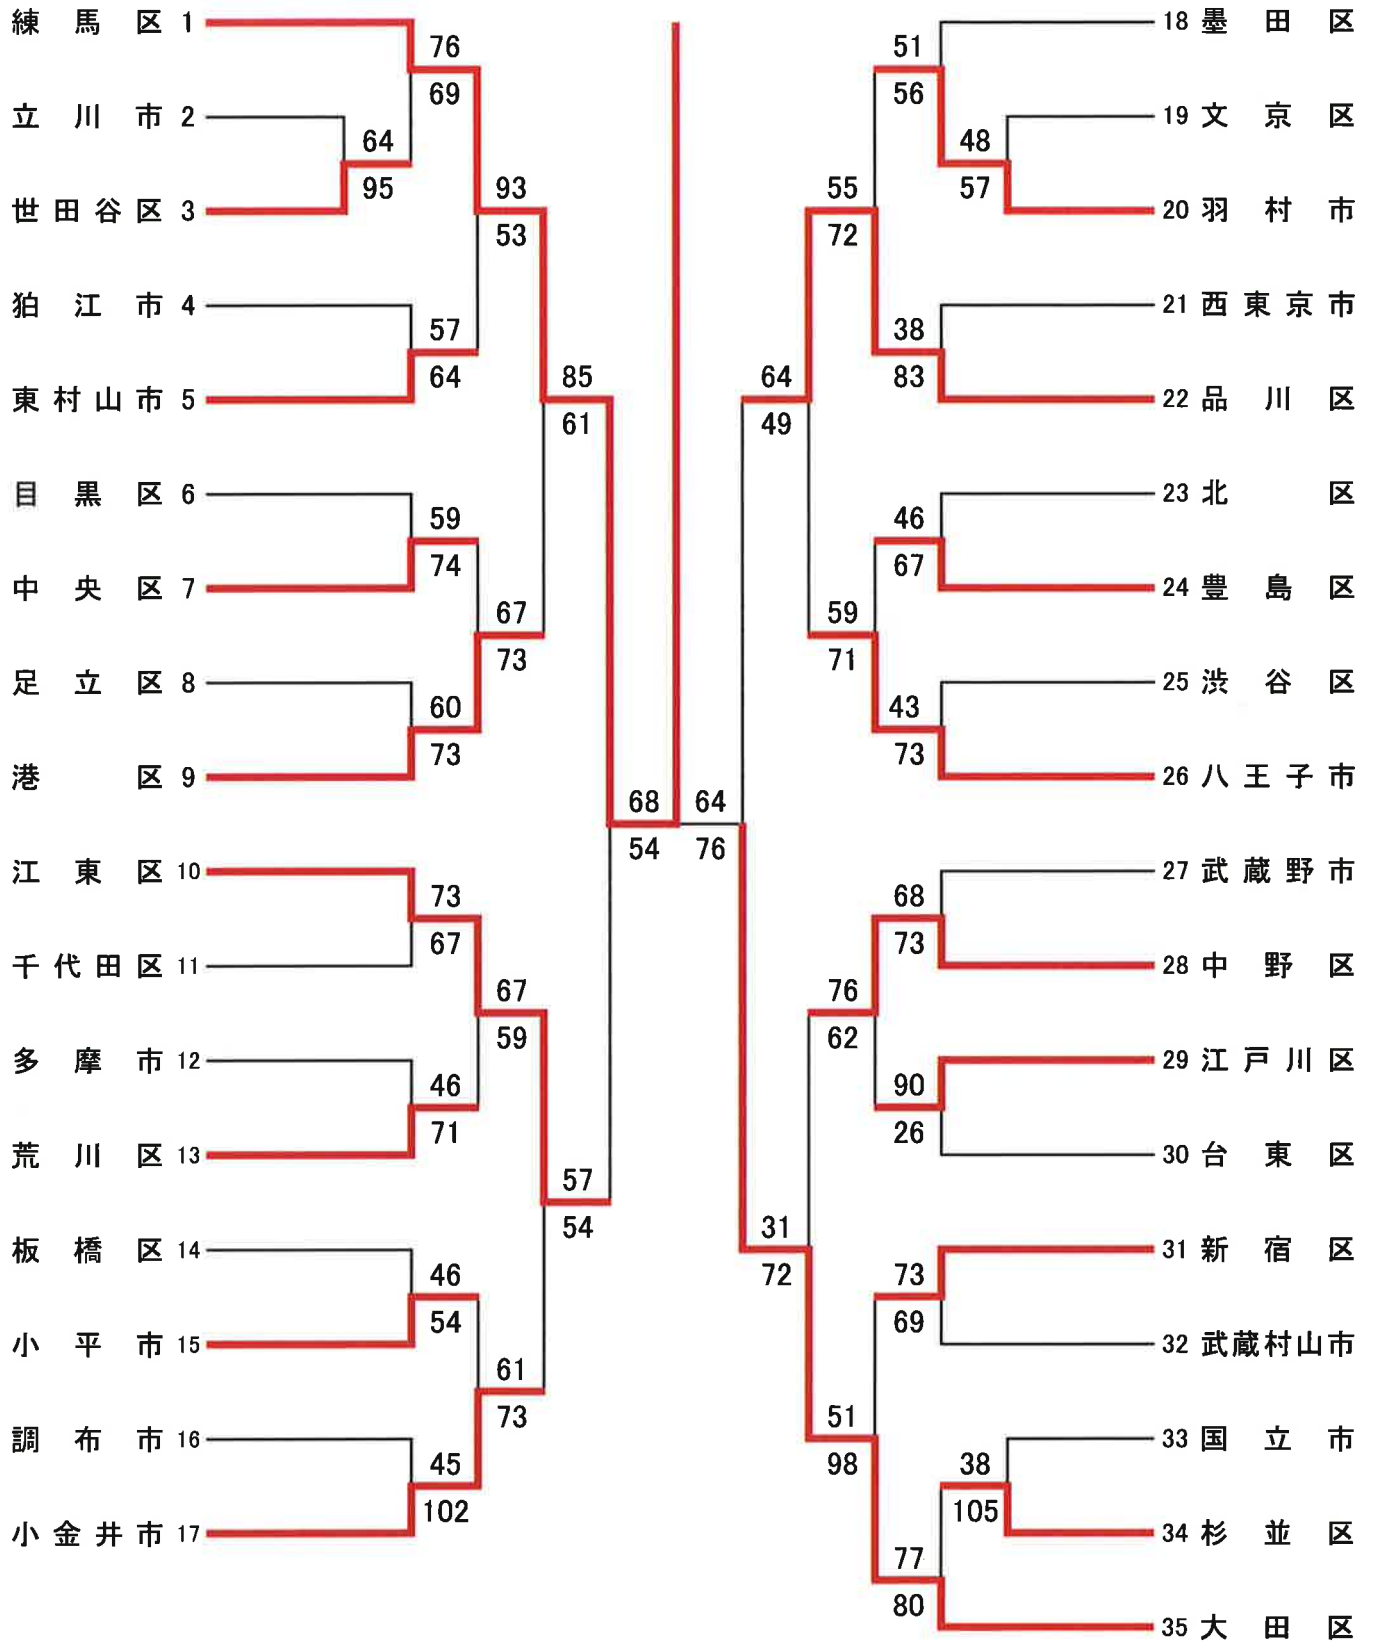 練馬区 1
76
69
立川市 2
64
95
世田谷区 3
93
53
狛江市 4
57
64
東村山市 5
85
61
目黒区 6
59
74
中央区 7
67
73
足立区 8
60
73
港区 9
68
54
江東区 10
73
67
千代田区 11
67
59
多摩市 12
46
71
荒川区 13
57
54
板橋区 14
46
54
小平市 15
61
73
調布市 16
45
102
小金井市 17
64
76
18 墨田区
51
56
19 文京区
48
57
20 羽村市
55
72
21 西東京市
38
83
22 品川区
64
49
23 北区
46
67
24 豊島区
59
71
25 渋谷区
43
73
26 八王子市
27 武蔵野市
68
73
28 中野区
76
62
29 江戸川区
90
26
30 台東区
31
72
31 新宿区
73
69
32 武蔵村山市
51
98
33 国立市
38
105
34 杉並区
77
80
35 大田区